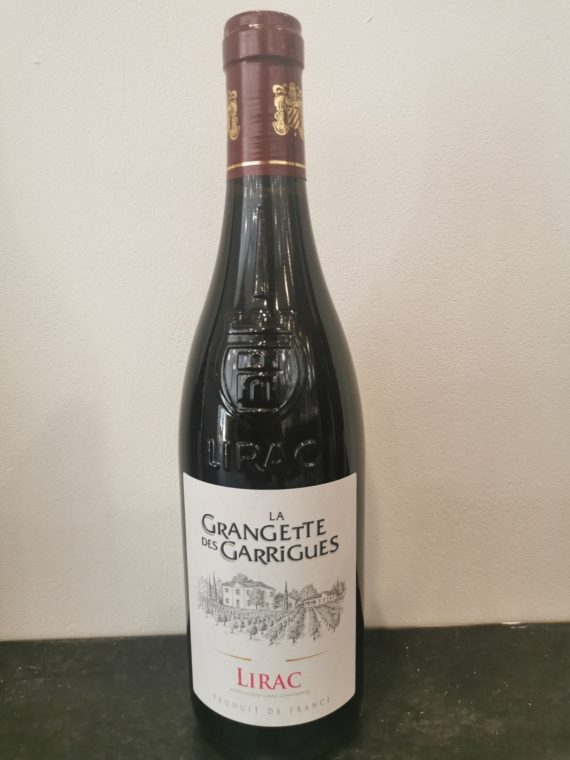 LIRAC
LA
GRANGETTE
DES GARRIGUES
LIRAC
PRODUIT DE FRANCE